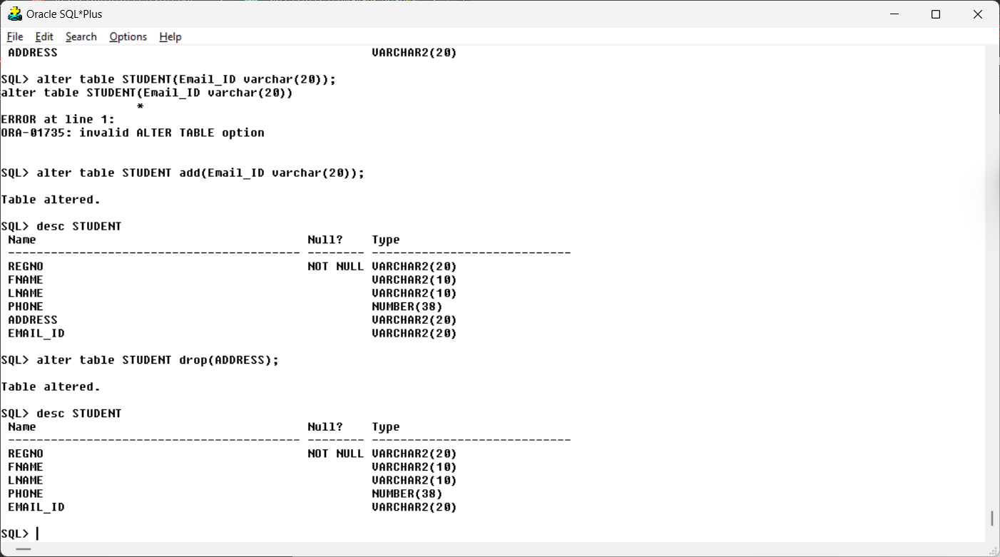 Oracle SQL*Plus
File Edit Search Options Help
ADDRESS VARCHAR2(20)
SQL> alter table STUDENT(Email_ID varchar(20));
alter table STUDENT(Email_ID varchar(20))
*
ERROR at line 1:
ORA-01735: invalid ALTER TABLE option
SQL> alter table STUDENT add(Email_ID varchar(20));
Table altered.
SQL> desc STUDENT
Name Null? Type
----------------------------------------- -------- ----------------------------
REGNO NOT NULL VARCHAR2(20)
FNAME VARCHAR2(10)
LNAME VARCHAR2(10)
PHONE NUMBER(38)
ADDRESS VARCHAR2(20)
EMAIL_ID VARCHAR2(20)
SQL> alter table STUDENT drop(ADDRESS);
Table altered.
SQL> desc STUDENT
Name Null? Type
----------------------------------------- -------- ----------------------------
REGNO NOT NULL VARCHAR2(20)
FNAME VARCHAR2(10)
LNAME VARCHAR2(10)
PHONE NUMBER(38)
EMAIL_ID VARCHAR2(20)
SQL>